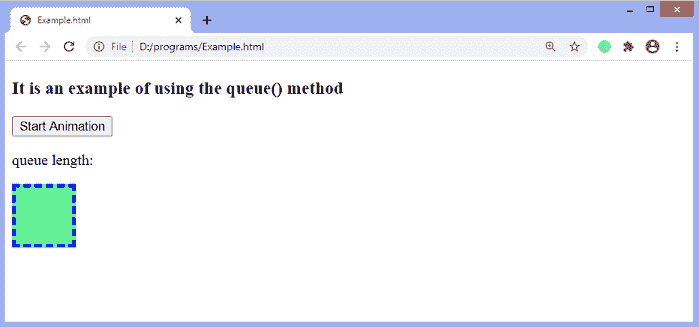 Example.html
File
D:/programs/Example.html
It is an example of using the queue() method
Start Animation
queue length: